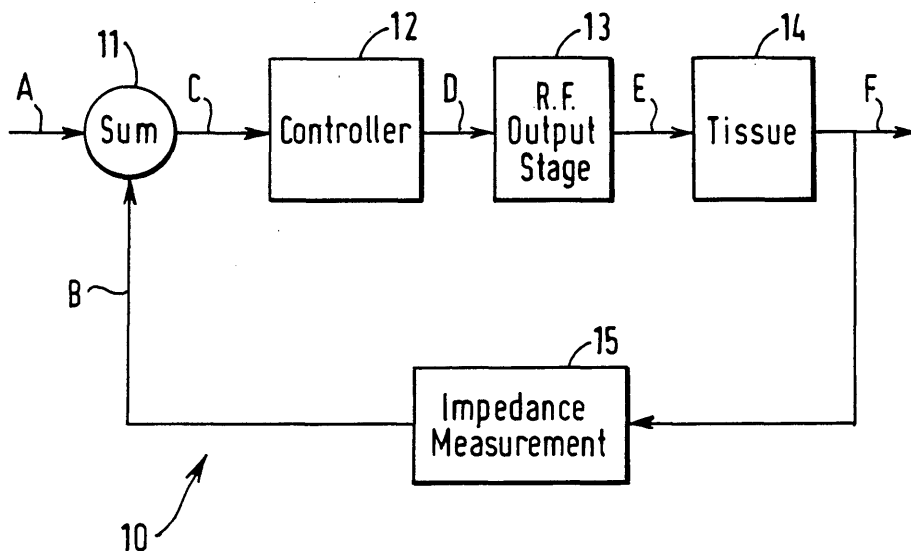 11
12
13
14
A
Sum
C
Controller
D
R.F.
Output
Stage
E
Tissue
F
B
15
Impedance
Measurement
10